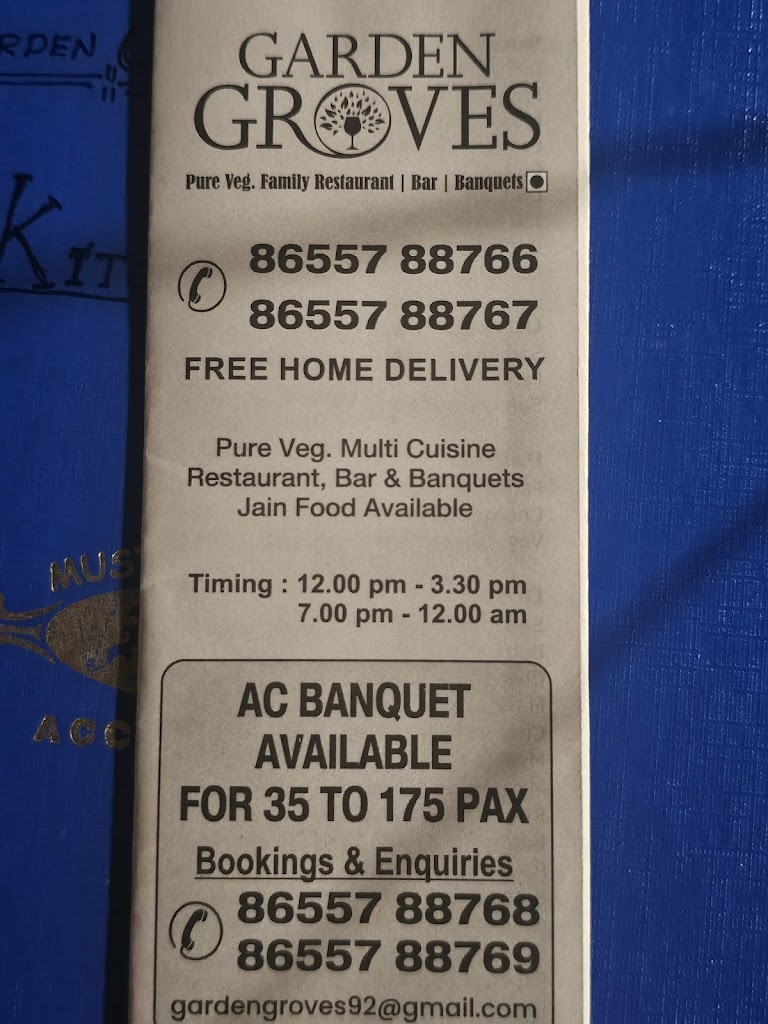 GARDEN
GROVES
Pure Veg. Family Restaurant | Bar | Banquets
86557 88766
86557 88767
FREE HOME DELIVERY
Pure Veg. Multi Cuisine
Restaurant, Bar & Banquets
Jain Food Available
Timing : 12.00 pm - 3.30 pm
7.00 pm - 12.00 am
AC BANQUET
AVAILABLE
FOR 35 TO 175 PAX
Bookings & Enquiries
86557 88768
86557 88769
gardengroves92@gmail.com